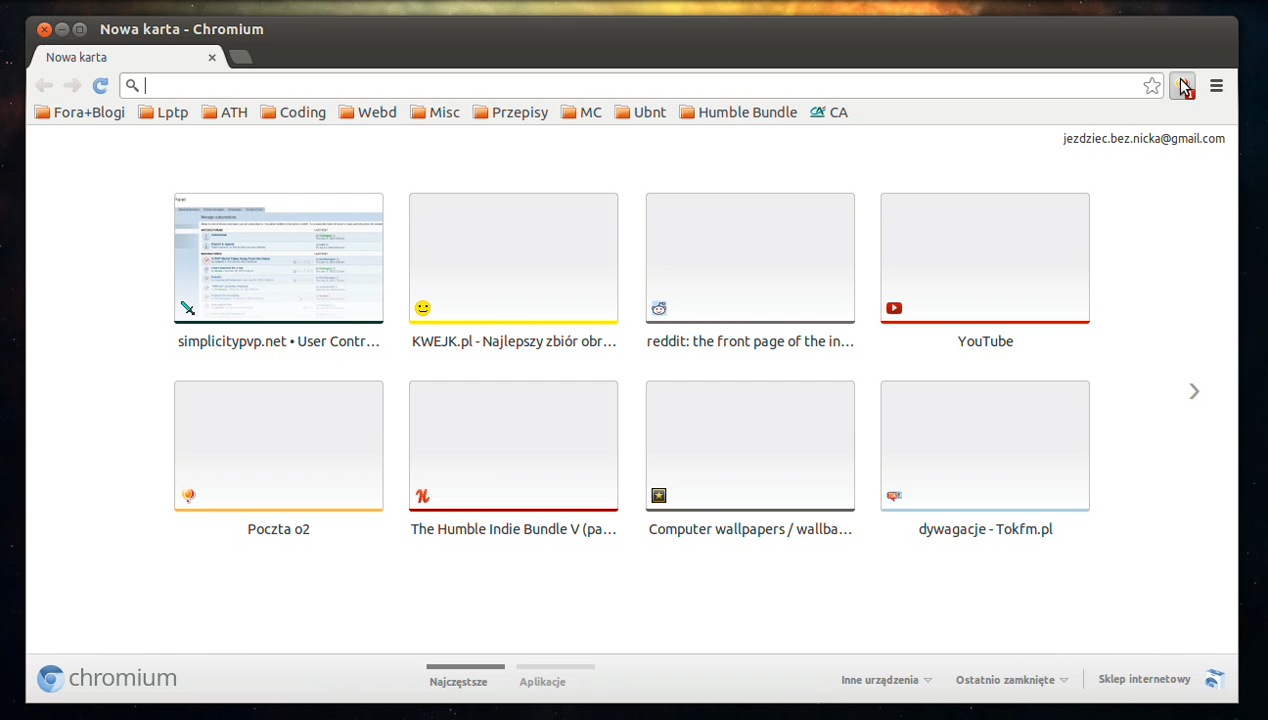 Nowa karta - Chromium
Nowa karta
Fora+Blogi Lptp ATH Coding Webd Misc Przepisy MC Ubnt Humble Bundle CA
jezdziec.bez.nicka@gmail.com
simplicitypvp.net • User Contr...
KWEJK.pl - Najlepszy zbiór obr...
reddit: the front page of the in...
YouTube
Poczta o2
The Humble Indie Bundle V (pa...
Computer wallpapers / wallba...
dywagacje - Tokfm.pl
chromium
Najczęstsze
Aplikacje
Inne urządzenia
Ostatnio zamknięte
Sklep internetowy